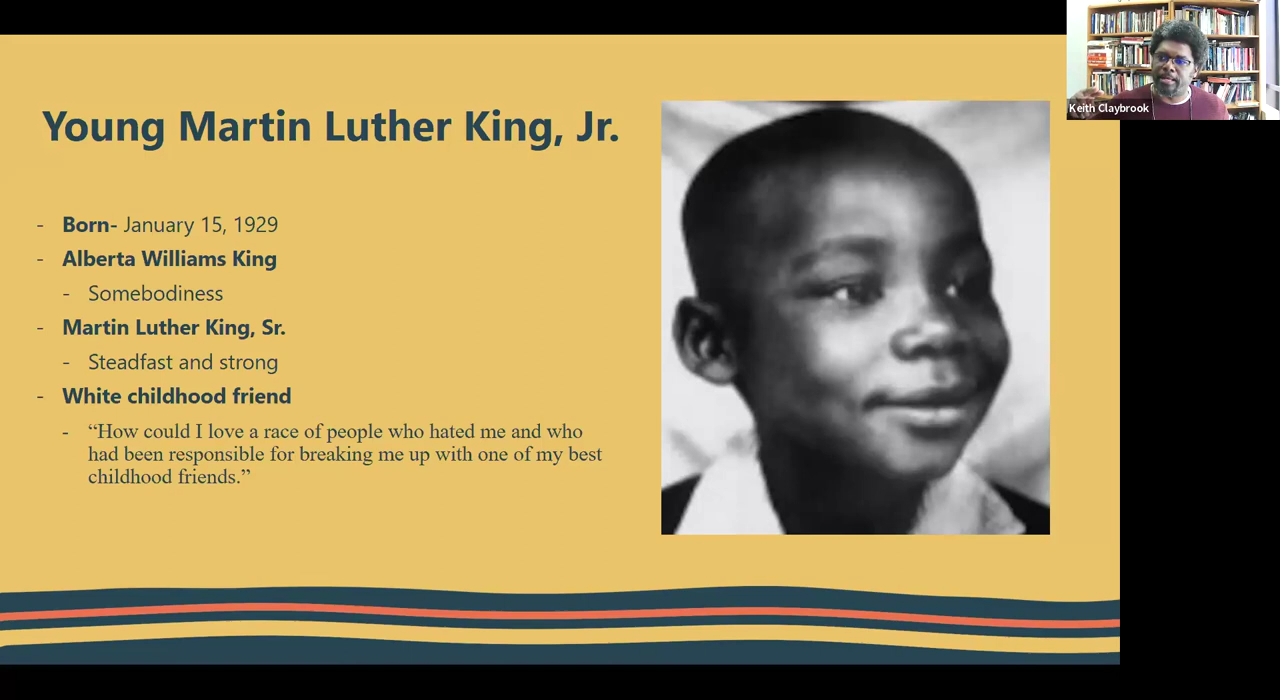 Young Martin Luther King, Jr.
- Born- January 15, 1929
- Alberta Williams King
- Somebodiness
- Martin Luther King, Sr.
- Steadfast and strong
- White childhood friend
- “How could I love a race of people who hated me and who
had been responsible for breaking me up with one of my best
childhood friends.”
Keith Claybrook